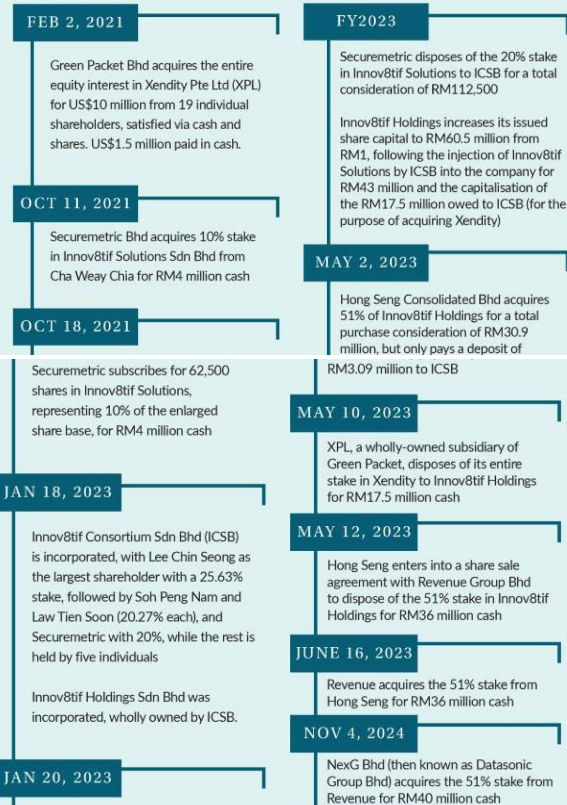 FEB 2, 2021
Green Packet Bhd acquires the entire
equity interest in Xendity Pte Ltd (XPL)
for US$10 million from 19 individual
shareholders, satisfied via cash and
shares. US$1.5 million paid in cash.
OCT 11, 2021
Securemetric Bhd acquires 10% stake
in Innov8tif Solutions Sdn Bhd from
Cha Weay Chia for RM4 million cash
OCT 18, 2021
Securemetric subscribes for 62,500
shares in Innov8tif Solutions,
representing 10% of the enlarged
share base, for RM4 million cash
JAN 18, 2023
Innov8tif Consortium Sdn Bhd (ICSB)
is incorporated, with Lee Chin Seong as
the largest shareholder with a 25.63%
stake, followed by Soh Peng Nam and
Law Tien Soon (20.27% each), and
Securemetric with 20%, while the rest is
held by five individuals
Innov8tif Holdings Sdn Bhd was
incorporated, wholly owned by ICSB.
JAN 20, 2023
FY2023
Securemetric disposes of the 20% stake
in Innov8tif Solutions to ICSB for a total
consideration of RM112,500
Innov8tif Holdings increases its issued
share capital to RM60.5 million from
RM1, following the injection of Innov8tif
Solutions by ICSB into the company for
RM43 million and the capitalisation of
the RM17.5 million owed to ICSB (for the
purpose of acquiring Xendity)
MAY 2, 2023
Hong Seng Consolidated Bhd acquires
51% of Innov8tif Holdings for a total
purchase consideration of RM30.9
million, but only pays a deposit of
RM3.09 million to ICSB
MAY 10, 2023
XPL, a wholly-owned subsidiary of
Green Packet, disposes of its entire
stake in Xendity to Innov8tif Holdings
for RM17.5 million cash
MAY 12, 2023
Hong Seng enters into a share sale
agreement with Revenue Group Bhd
to dispose of the 51% stake in Innov8tif
Holdings for RM36 million cash
JUNE 16, 2023
Revenue acquires the 51% stake from
Hong Seng for RM36 million cash
NOV 4, 2024
NexG Bhd (then known as Datasonic
Group Bhd) acquires the 51% stake from
Revenue for RM40 million cash